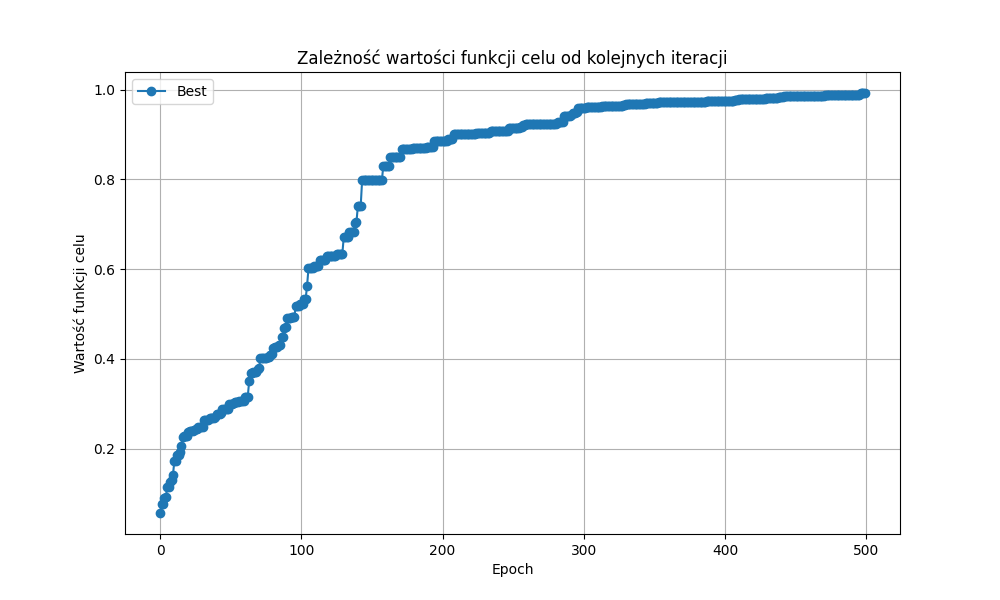 Zależność wartości funkcji celu od kolejnych iteracji
Best
Wartość funkcji celu
1.0
0.8
0.6
0.4
0.2
0
100
200
300
400
500
Epoch